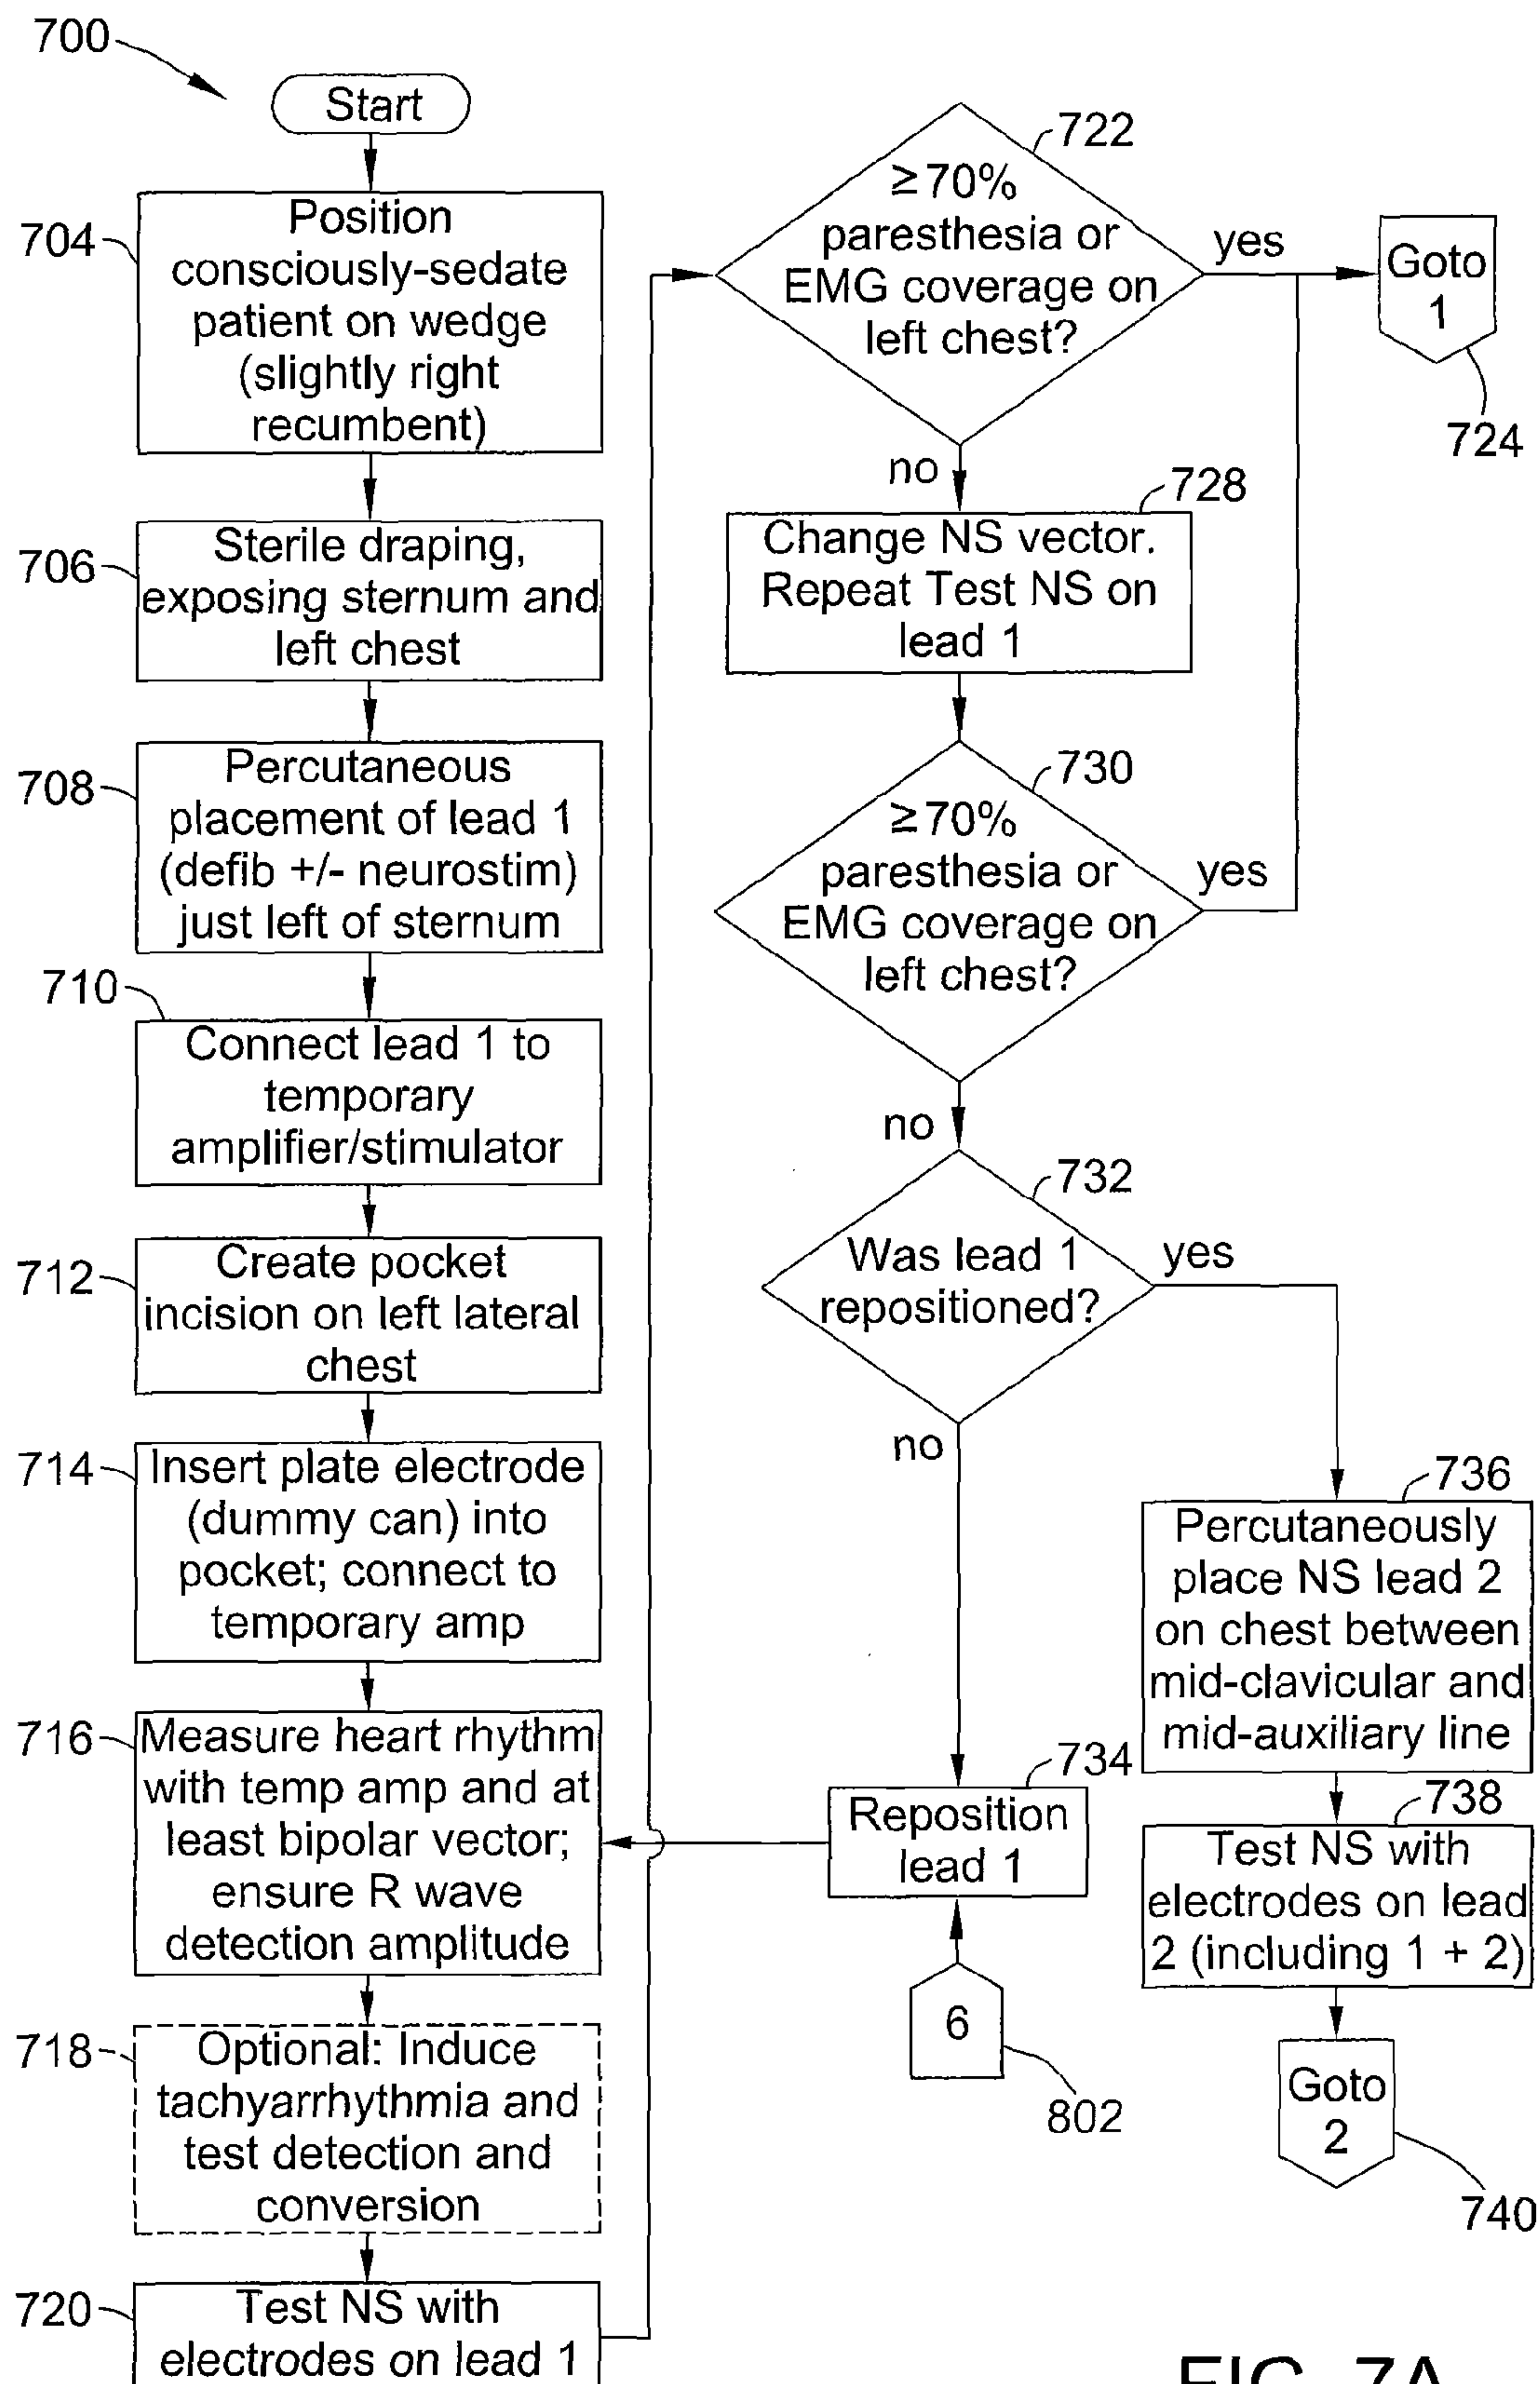 700
Start
704
Position
consciously-sedate
patient on wedge
(slightly right
recumbent)
706
Sterile draping,
exposing sternum and
left chest
708
Percutaneous
placement of lead 1
(defib +/- neurostim)
just left of sternum
710
Connect lead 1 to
temporary
amplifier/stimulator
712
Create pocket
incision on left lateral
chest
714
Insert plate electrode
(dummy can) into
pocket; connect to
temporary amp
716
Measure heart rhythm
with temp amp and at
least bipolar vector;
ensure R wave
detection amplitude
718
Optional: Induce
tachyarrhythmia and
test detection and
conversion
720
Test NS with
electrodes on lead 1
722
≥70%
paresthesia or
EMG coverage on
left chest?
yes
Goto
1
724
no
728
Change NS vector.
Repeat Test NS on
lead 1
730
≥70%
paresthesia or
EMG coverage on
left chest?
yes
no
732
Was lead 1
repositioned?
yes
no
734
Reposition
lead 1
6
802
736
Percutaneously
place NS lead 2
on chest between
mid-clavicular and
mid-auxiliary line
738
Test NS with
electrodes on lead
2 (including 1 + 2)
Goto
2
740
FIG. 7A